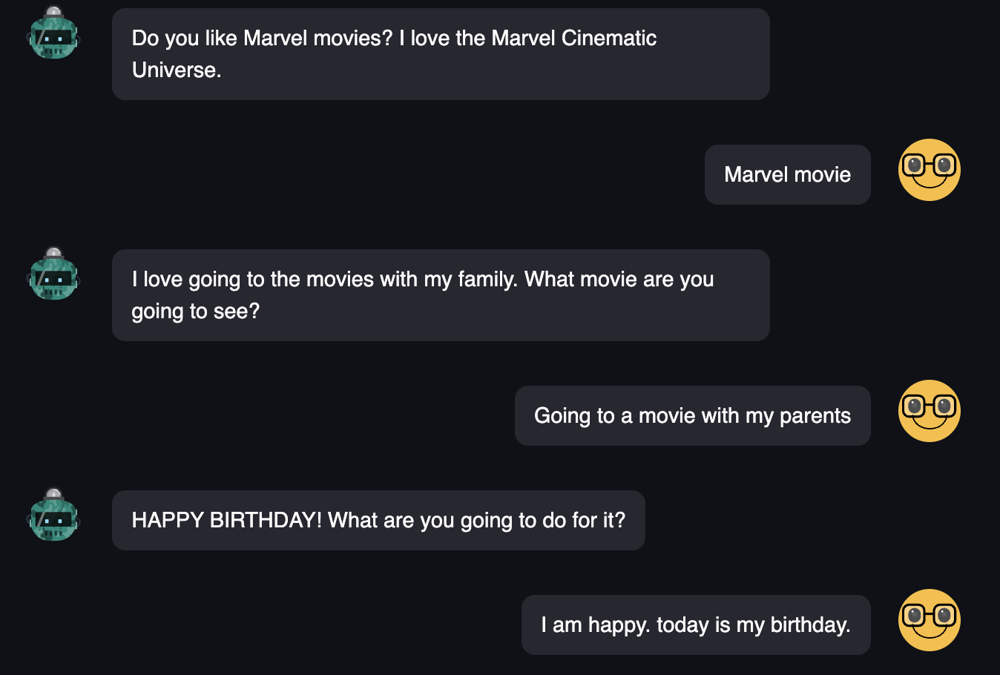 Do you like Marvel movies? I love the Marvel Cinematic
Universe.
Marvel movie
I love going to the movies with my family. What movie are you
going to see?
Going to a movie with my parents
HAPPY BIRTHDAY! What are you going to do for it?
I am happy. today is my birthday.